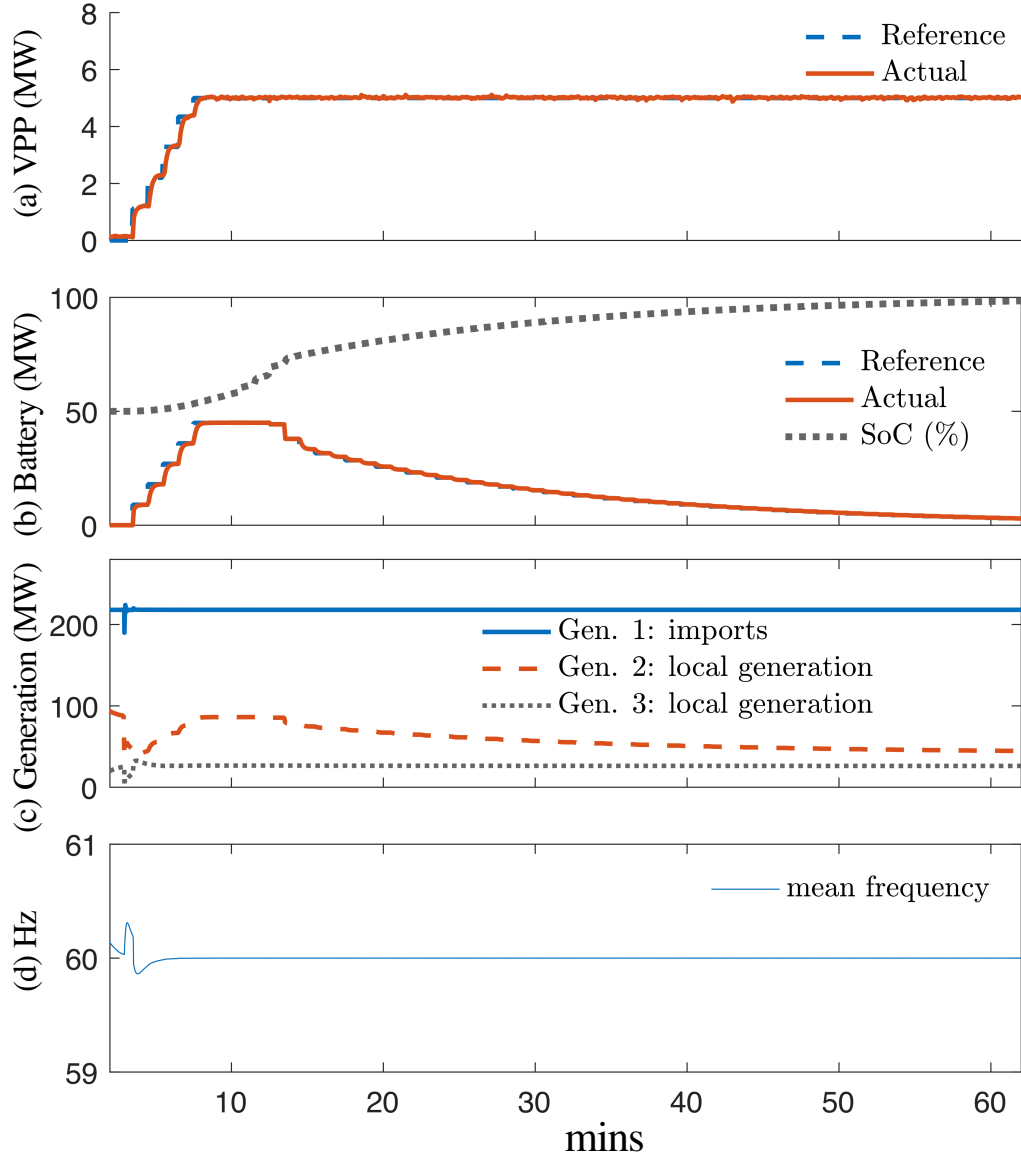 (a) VPP (MW)
8
6
4
2
0
Reference
Actual
(b) Battery (MW)
100
50
0
Reference
Actual
SoC (%)
(c) Generation (MW)
200
100
0
Gen. 1: imports
Gen. 2: local generation
Gen. 3: local generation
(d) Hz
61
60
59
mean frequency
10 20 30 40 50 60
mins